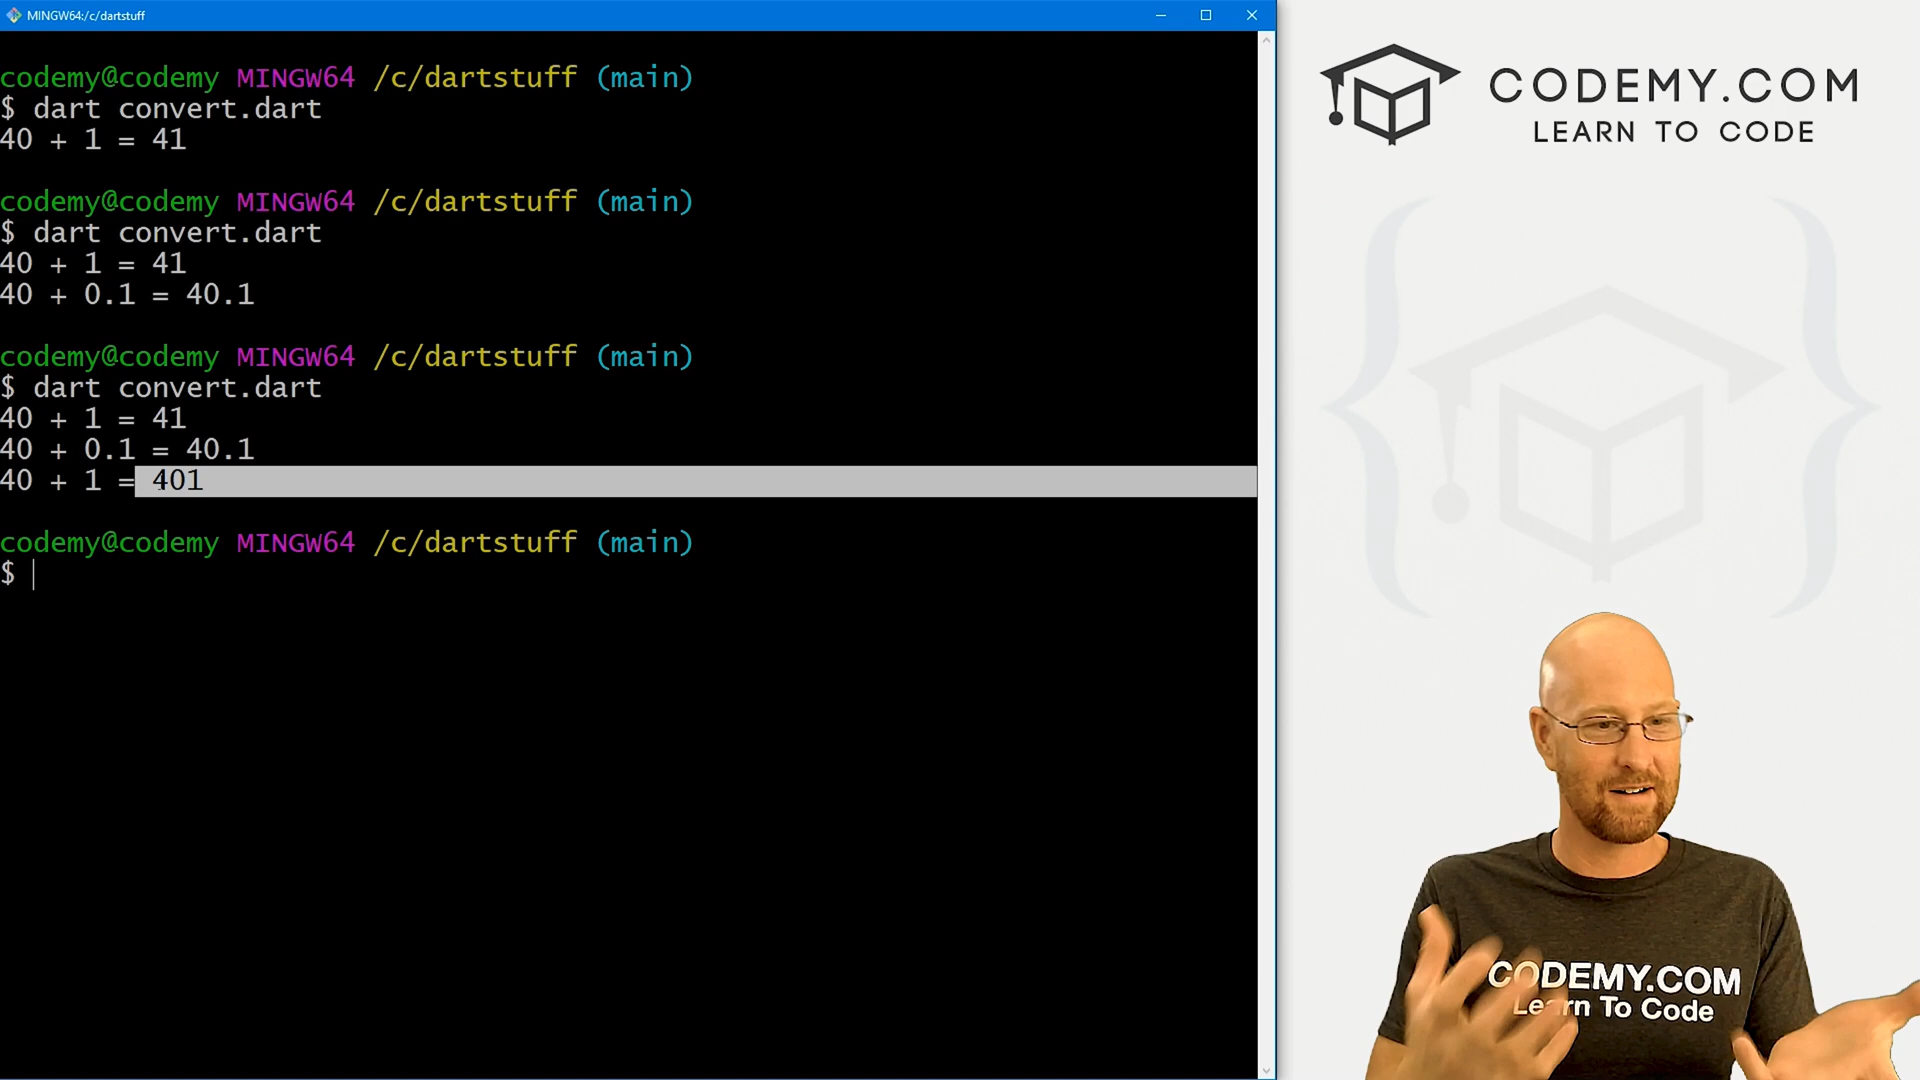 MINGW64:/c/dartstuff
codemy@codemy MINGW64 /c/dartstuff (main)
$ dart convert.dart
40 + 1 = 41
codemy@codemy MINGW64 /c/dartstuff (main)
$ dart convert.dart
40 + 1 = 41
40 + 0.1 = 40.1
codemy@codemy MINGW64 /c/dartstuff (main)
$ dart convert.dart
40 + 1 = 41
40 + 0.1 = 40.1
40 + 1 = 401
codemy@codemy MINGW64 /c/dartstuff (main)
$
CODEMY.COM
LEARN TO CODE
CODEMY.COM
Learn To Code